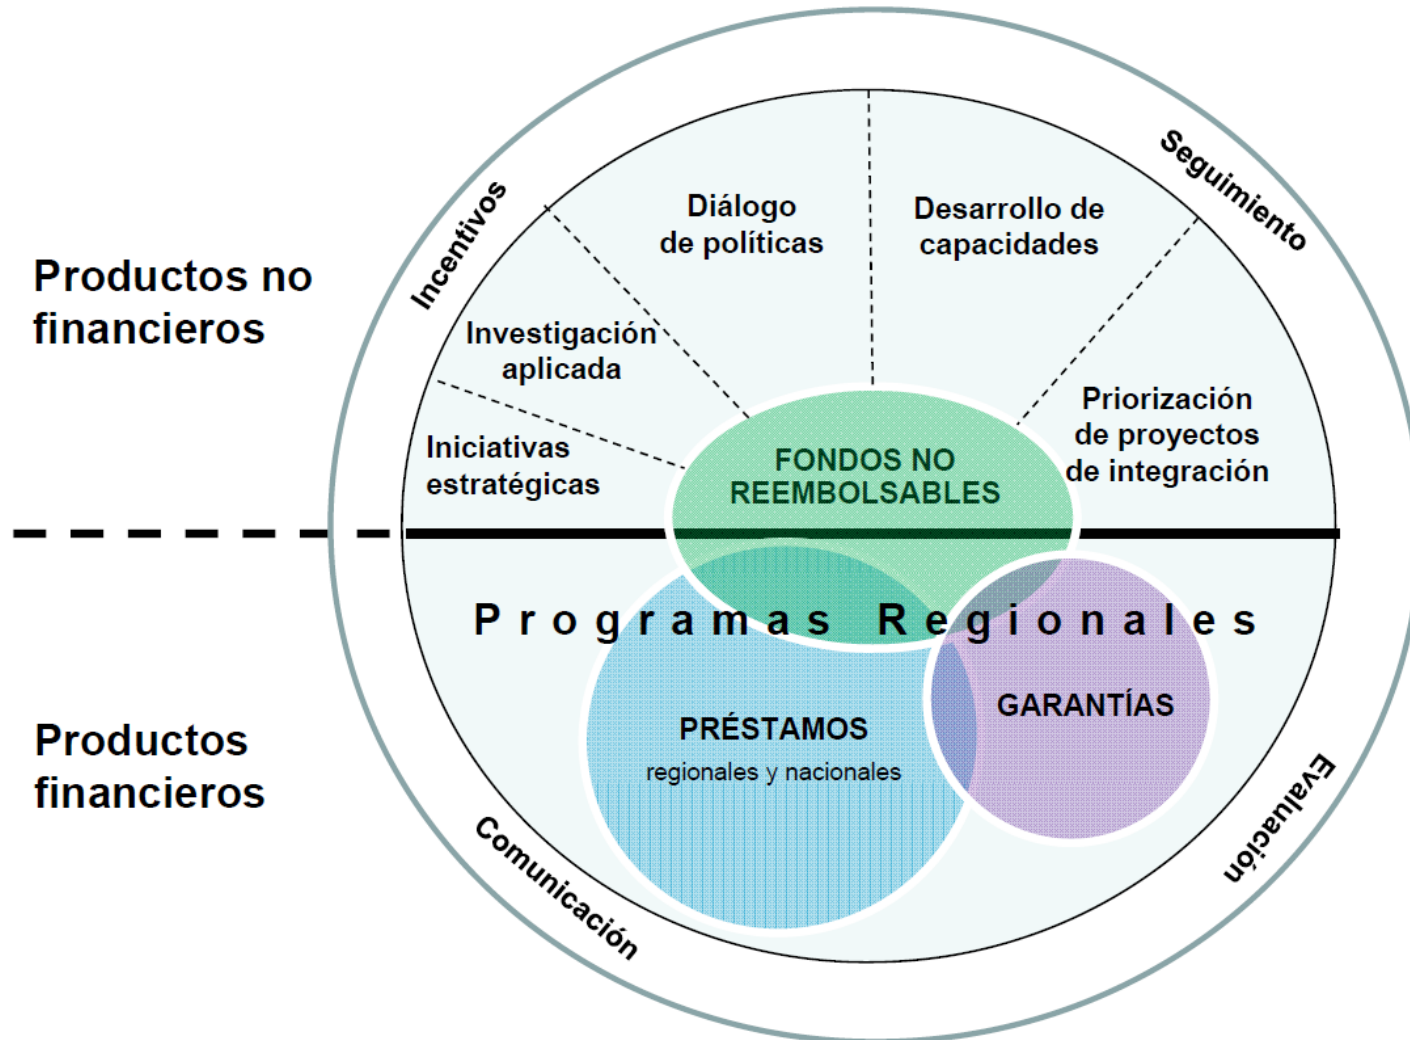 Incentivos
Seguimiento
Diálogo
de políticas
Desarrollo de
capacidades
Productos no
financieros
Investigación
aplicada
Priorización
de proyectos
de integración
Iniciativas
estratégicas
FONDOS NO
REEMBOLSABLES
Programas Regionales
PRÉSTAMOS
regionales y nacionales
GARANTÍAS
Productos
financieros
Comunicación
Evaluación